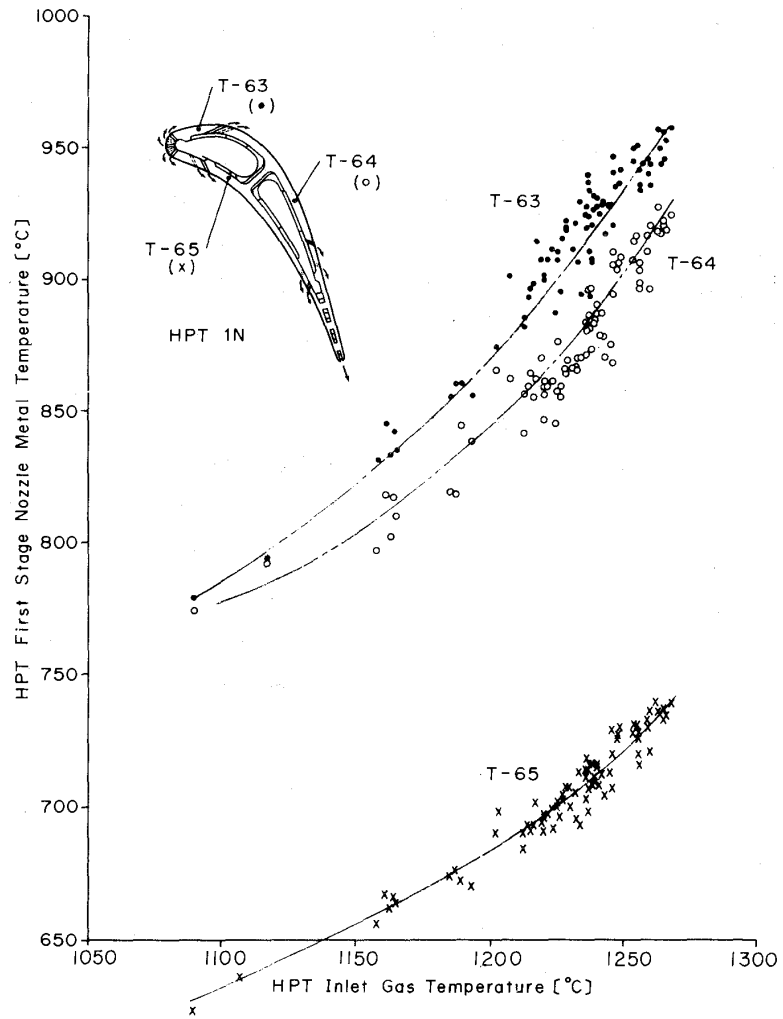 1000
T-63
(•)
950
T-64
(o)
T-63
T-65
(x)
900
T-64
HPT 1N
850
800
750
T-65
700
650
1050
1100
1150
1200
1250
1300
HPT Inlet Gas Temperature [°C]
HPT First Stage Nozzle Metal Temperature [°C]